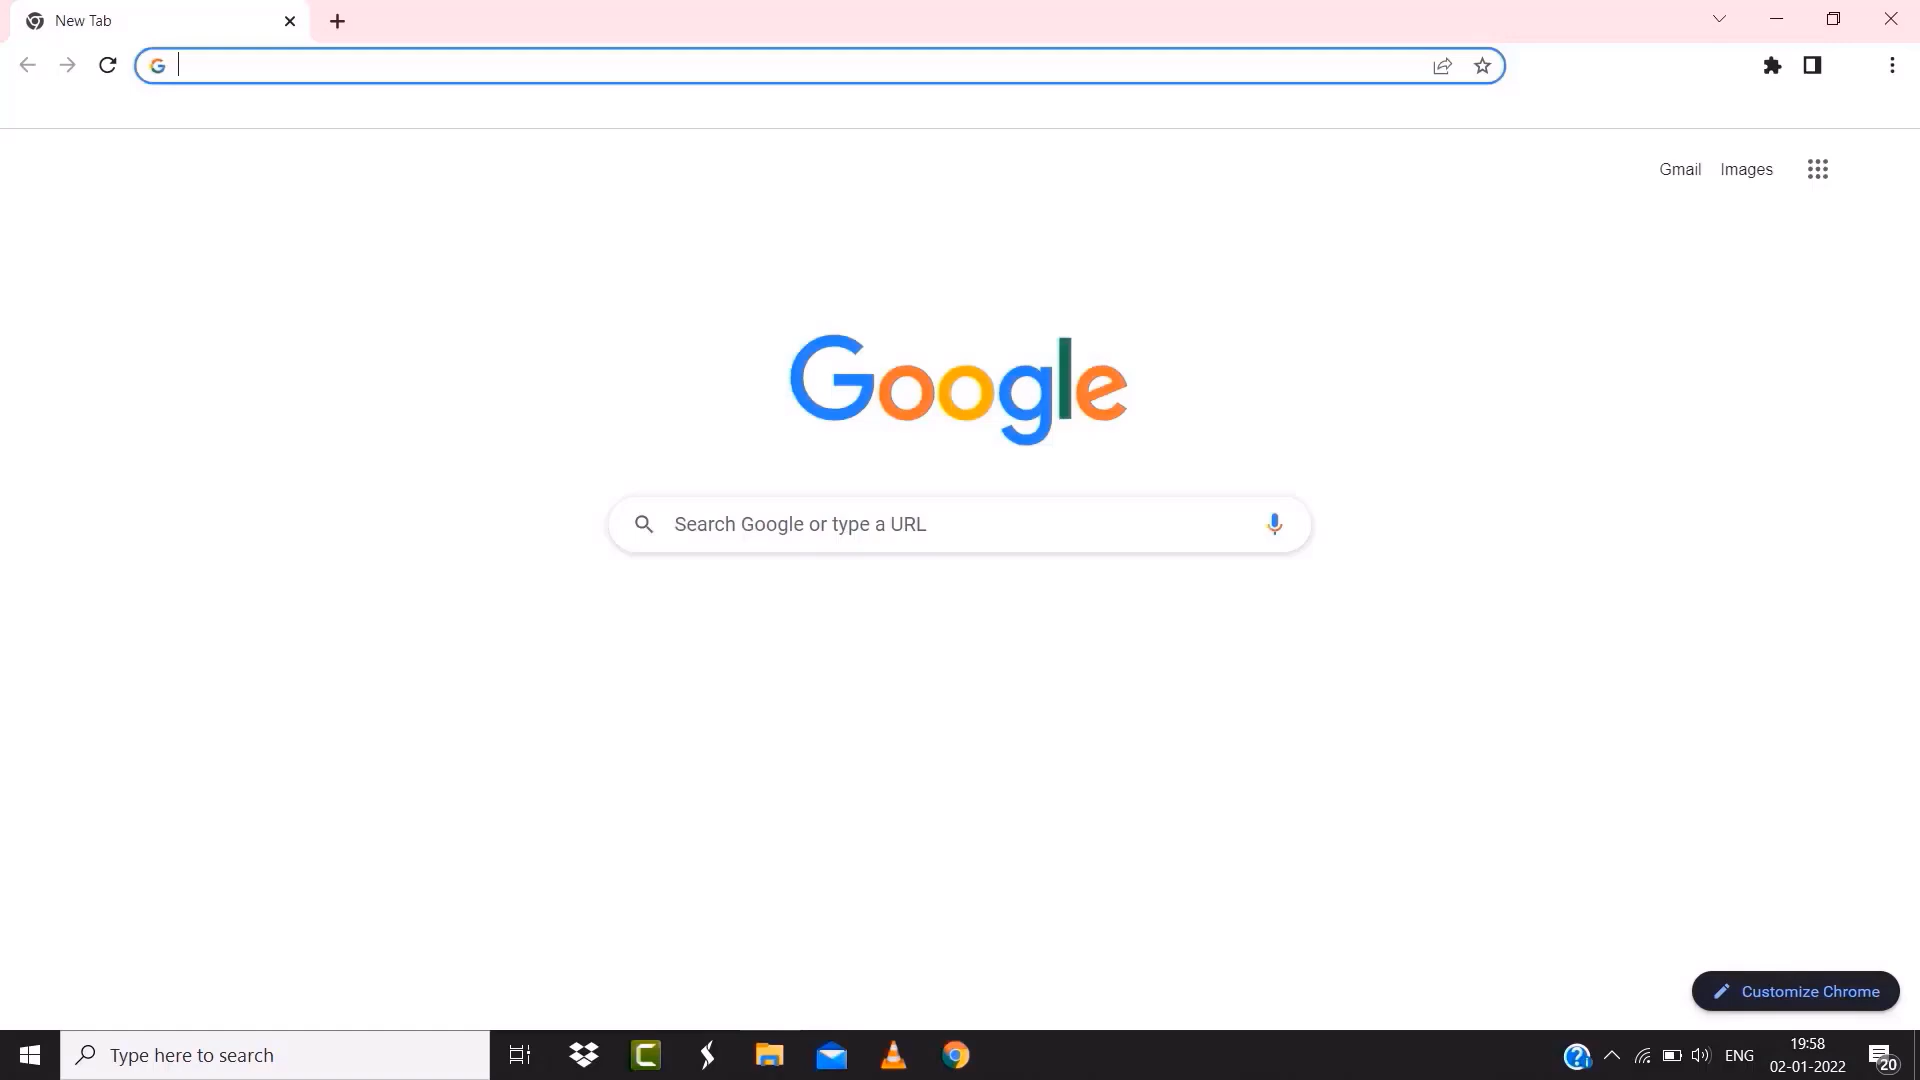 New Tab
Gmail Images
Google
Search Google or type a URL
Customize Chrome
Type here to search
ENG
19:58
02-01-2022
20